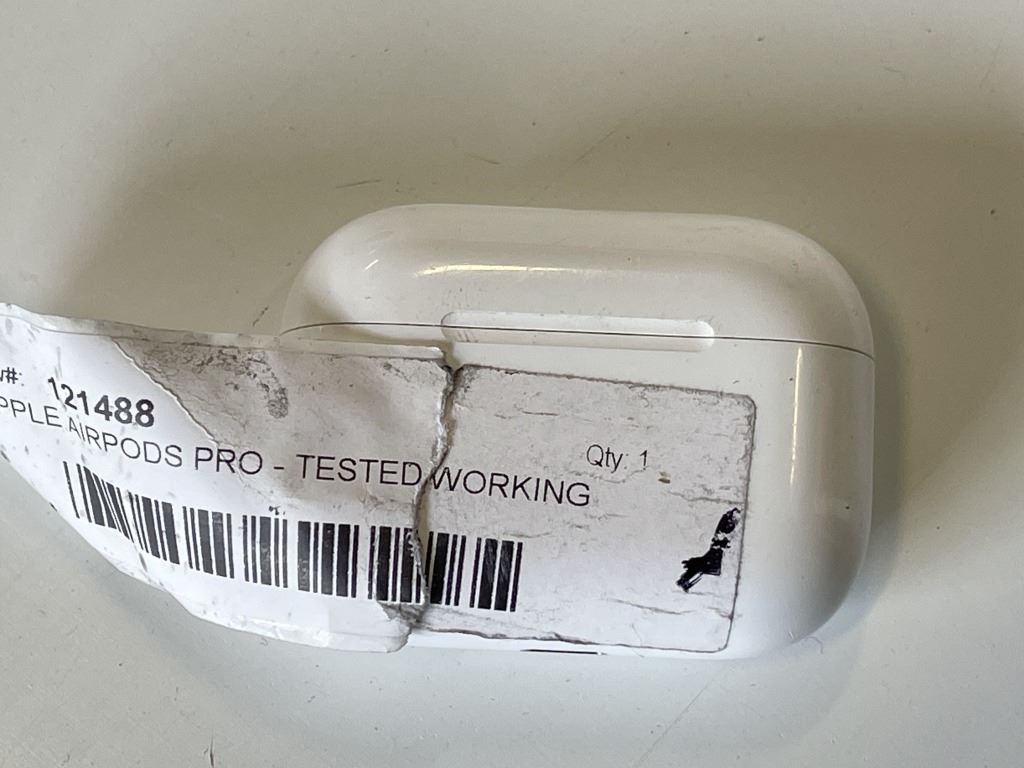 #: 121488
PPLE AIRPODS PRO - TESTED WORKING
Qty: 1